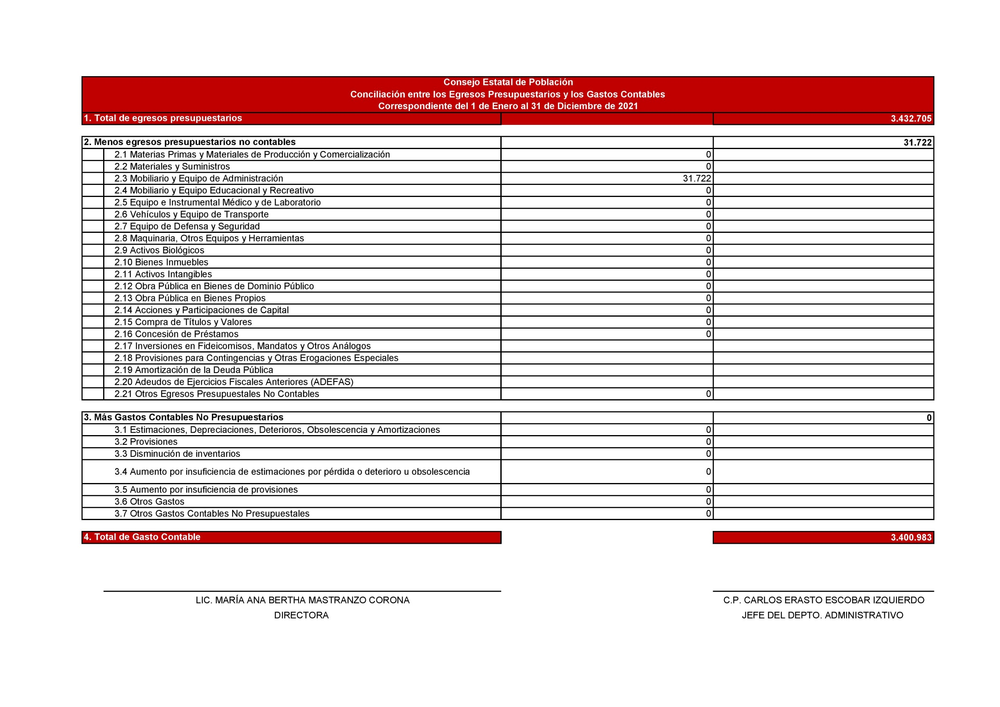 Consejo Estatal de Población
Conciliación entre los Egresos Presupuestarios y los Gastos Contables
Correspondiente del 1 de Enero al 31 de Diciembre de 2021
1. Total de egresos presupuestarios 3.432.705
2. Menos egresos presupuestarios no contables 31.722
2.1 Materias Primas y Materiales de Producción y Comercialización 0
2.2 Materiales y Suministros 0
2.3 Mobiliario y Equipo de Administración 31.722
2.4 Mobiliario y Equipo Educacional y Recreativo 0
2.5 Equipo e Instrumental Médico y de Laboratorio 0
2.6 Vehículos y Equipo de Transporte 0
2.7 Equipo de Defensa y Seguridad 0
2.8 Maquinaria, Otros Equipos y Herramientas 0
2.9 Activos Biológicos 0
2.10 Bienes Inmuebles 0
2.11 Activos Intangibles 0
2.12 Obra Pública en Bienes de Dominio Público 0
2.13 Obra Pública en Bienes Propios 0
2.14 Acciones y Participaciones de Capital 0
2.15 Compra de Títulos y Valores 0
2.16 Concesión de Préstamos 0
2.17 Inversiones en Fideicomisos, Mandatos y Otros Análogos
2.18 Provisiones para Contingencias y Otras Erogaciones Especiales
2.19 Amortización de la Deuda Pública
2.20 Adeudos de Ejercicios Fiscales Anteriores (ADEFAS)
2.21 Otros Egresos Presupuestales No Contables 0
3. Más Gastos Contables No Presupuestarios 0
3.1 Estimaciones, Depreciaciones, Deterioros, Obsolescencia y Amortizaciones 0
3.2 Provisiones 0
3.3 Disminución de inventarios 0
3.4 Aumento por insuficiencia de estimaciones por pérdida o deterioro u obsolescencia 0
3.5 Aumento por insuficiencia de provisiones 0
3.6 Otros Gastos 0
3.7 Otros Gastos Contables No Presupuestales 0
4. Total de Gasto Contable 3.400.983
LIC. MARÍA ANA BERTHA MASTRANZO CORONA C.P. CARLOS ERASTO ESCOBAR IZQUIERDO
DIRECTORA JEFE DEL DEPTO. ADMINISTRATIVO